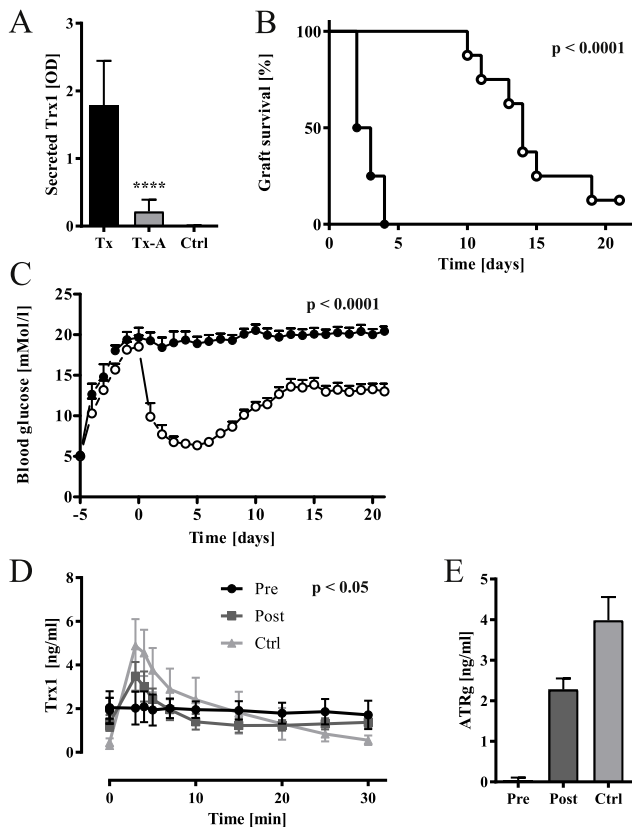 A
Secreted Trx1 [OD]
3
2
1
0
****
Tx Tx-A Ctrl
B
Graft survival [%]
100
50
0
p < 0.0001
0 5 10 15 20
Time [days]
C
Blood glucose [mMol/l]
25
20
15
10
5
0
p < 0.0001
-5 0 5 10 15 20
Time [days]
D
Trx1 [ng/ml]
8
6
4
2
0
Pre
Post
Ctrl
p < 0.05
0 10 20 30
Time [min]
E
ATRg [ng/ml]
5
4
3
2
1
0
Pre Post Ctrl